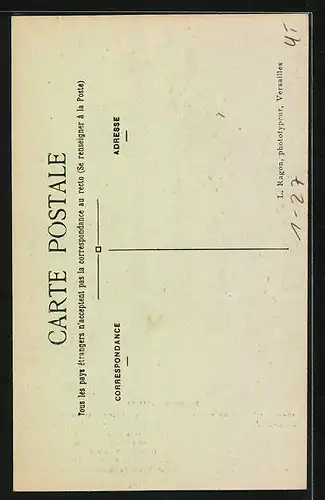 CARTE POSTALE
Tous les pays étrangers n'acceptent pas la correspondance au recto (Se renseigner à la Poste)
CORRESPONDANCE
ADRESSE
L. Ragon, phototypeur, Versailles
1-27